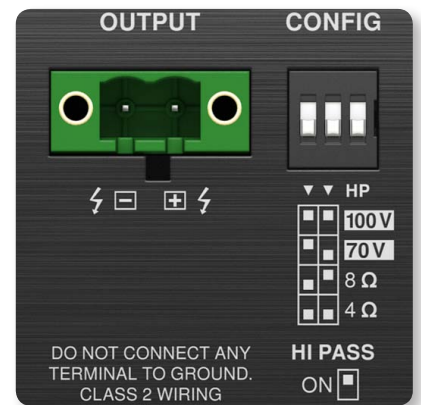 OUTPUT
CONFIG
HP
100 V
70 V
8 Ω
4 Ω
DO NOT CONNECT ANY
TERMINAL TO GROUND.
CLASS 2 WIRING
HI PASS
ON